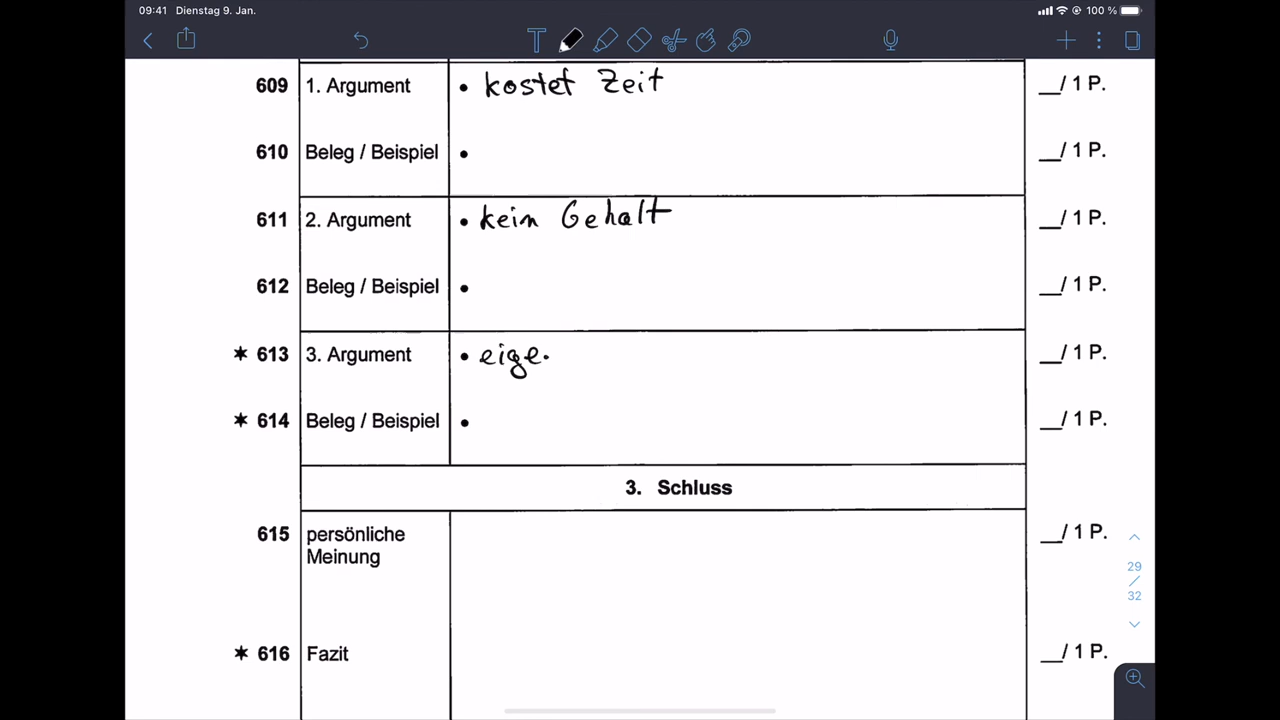 09:41 Dienstag 9. Jan. 100 %
609 1. Argument • kostet Zeit __/ 1 P.
610 Beleg / Beispiel • __/ 1 P.
611 2. Argument • kein Gehalt __/ 1 P.
612 Beleg / Beispiel • __/ 1 P.
* 613 3. Argument • eige. __/ 1 P.
* 614 Beleg / Beispiel • __/ 1 P.
3. Schluss
615 persönliche __/ 1 P.
Meinung
29
/
32
* 616 Fazit __/ 1 P.